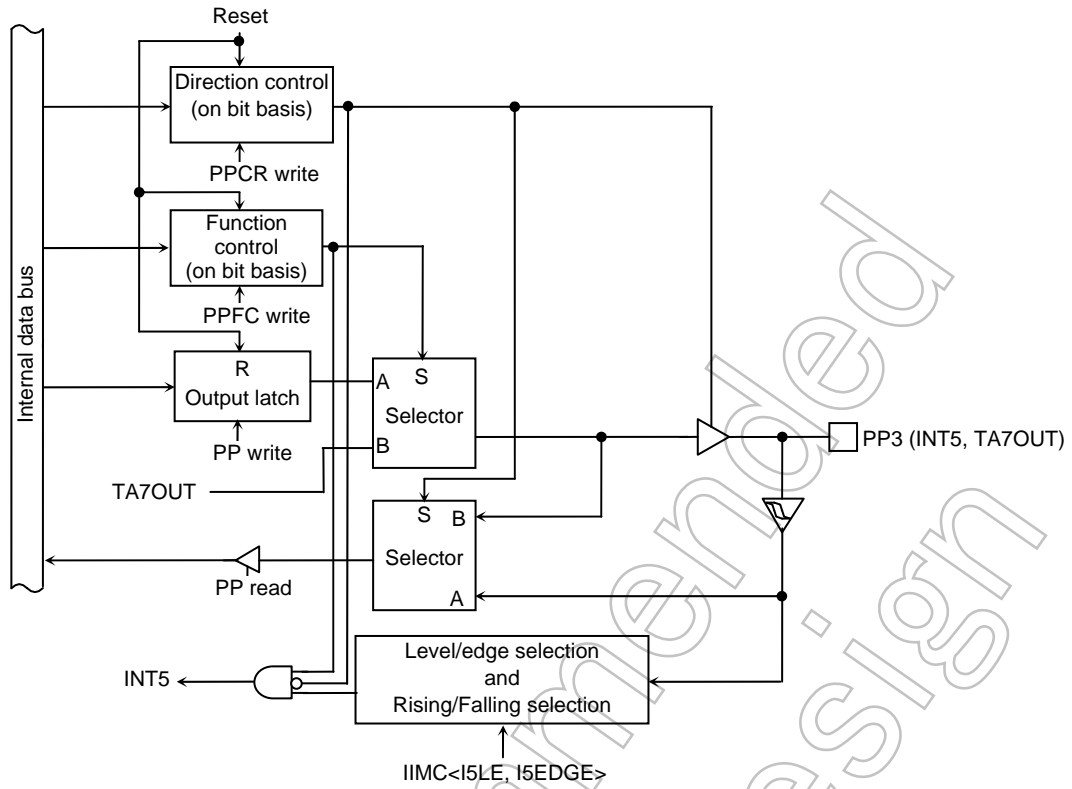 Reset
Direction control
(on bit basis)
PPCR write
Function
control
(on bit basis)
PPFC write
Internal data bus
R
Output latch
PP write
A
S
Selector
B
TA7OUT
PP3 (INT5, TA7OUT)
S
B
Selector
A
PP read
Level/edge selection
and
Rising/Falling selection
INT5
IIMC<I5LE, I5EDGE>
mmended
esign